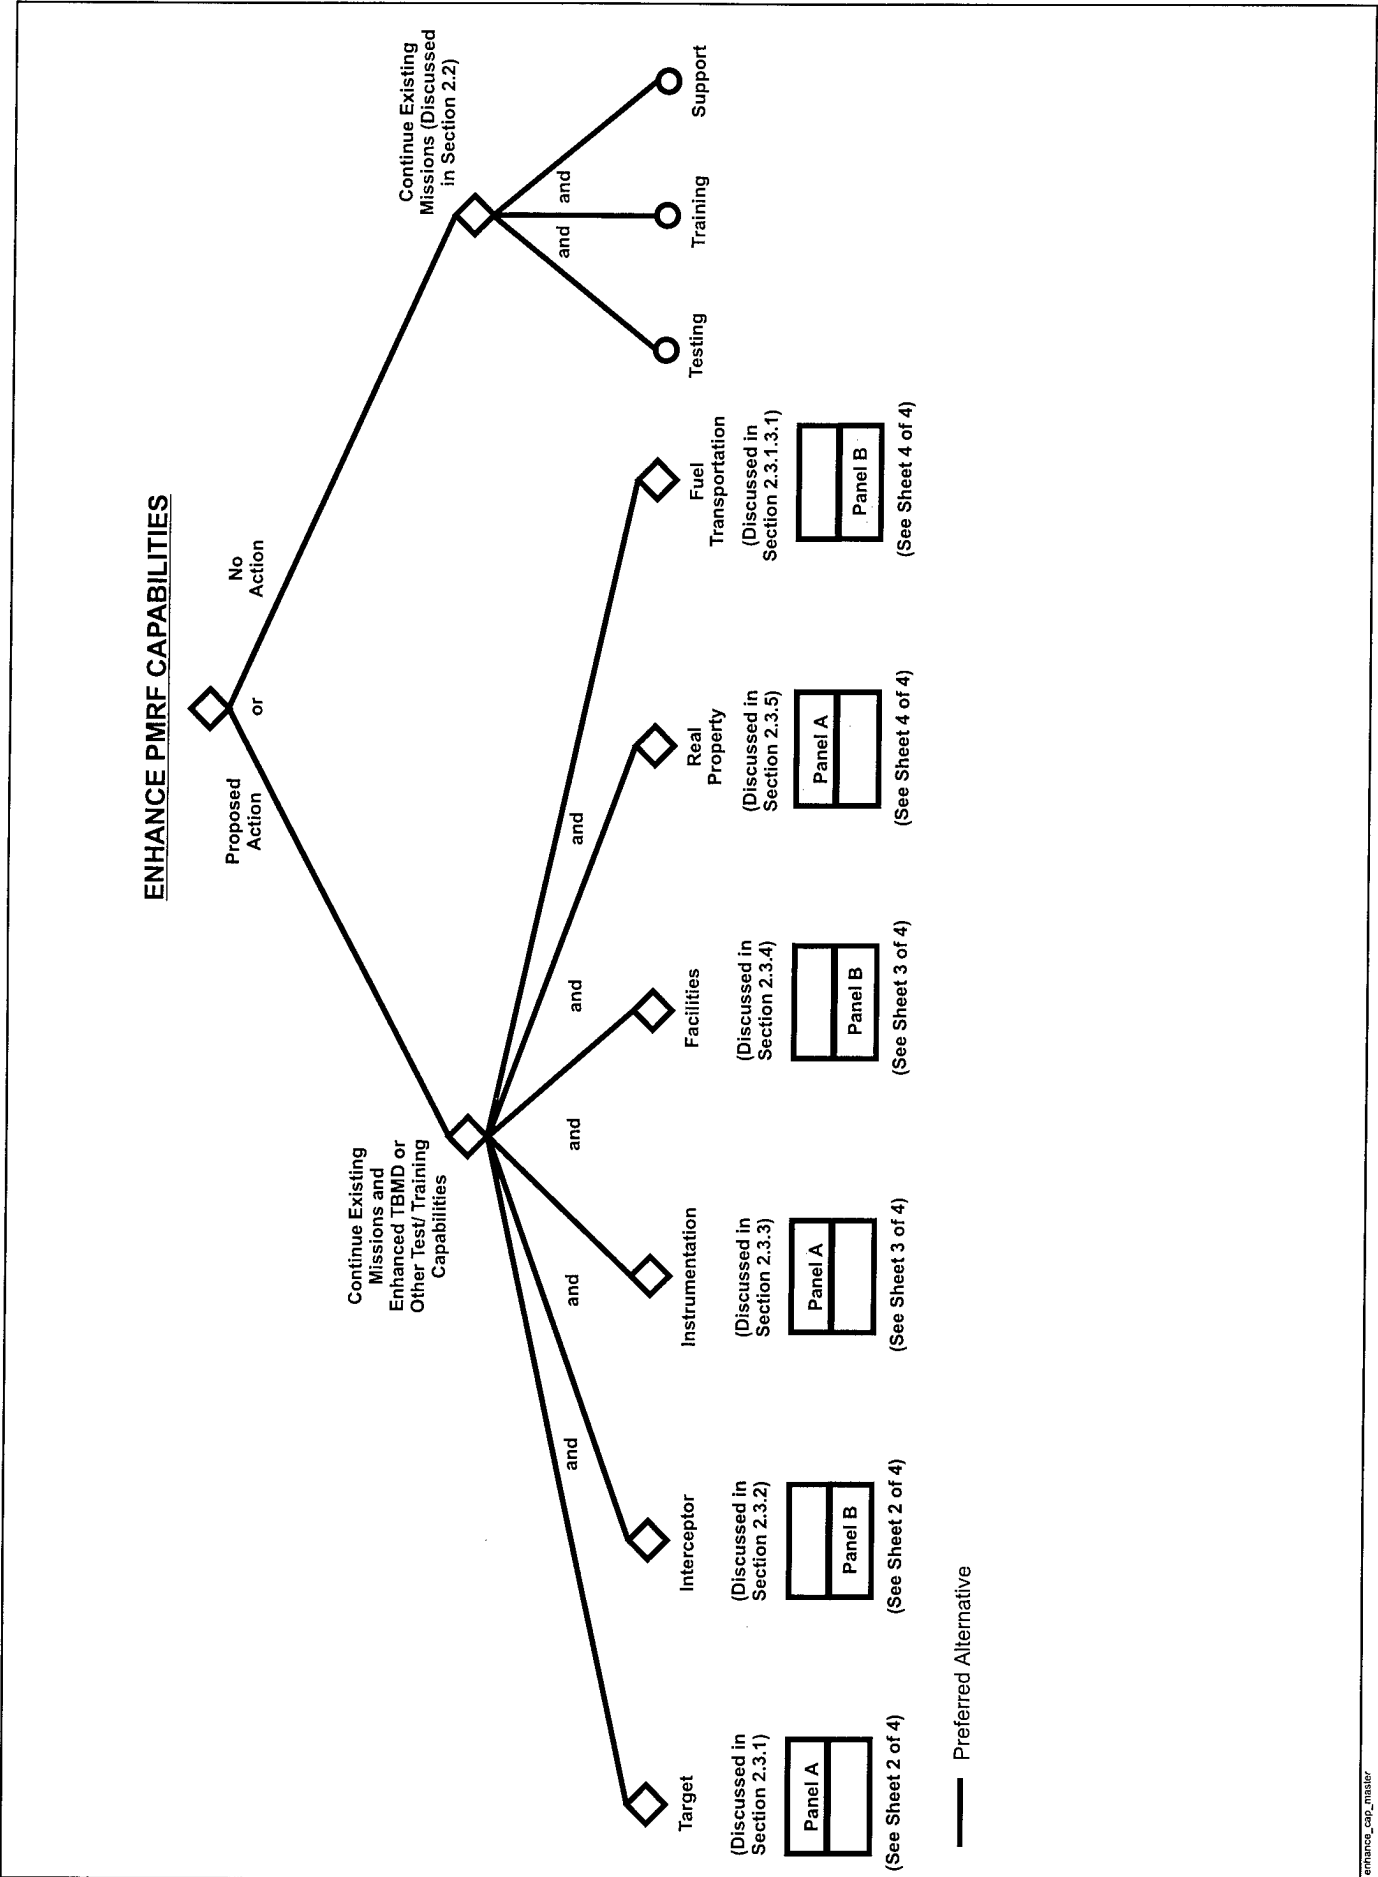 ENHANCE PMRF CAPABILITIES
Proposed
Action
or
No
Action
Continue Existing
Missions and
Enhanced TBMD or
Other Test/ Training
Capabilities
Continue Existing
Missions (Discussed
in Section 2.2)
and
and
and
and
and
and
and
Target
(Discussed in
Section 2.3.1)
Panel A
(See Sheet 2 of 4)
Interceptor
(Discussed in
Section 2.3.2)
Panel B
(See Sheet 2 of 4)
Instrumentation
(Discussed in
Section 2.3.3)
Panel A
(See Sheet 3 of 4)
Facilities
(Discussed in
Section 2.3.4)
Panel B
(See Sheet 3 of 4)
Real
Property
(Discussed in
Section 2.3.5)
Panel A
(See Sheet 4 of 4)
Fuel
Transportation
(Discussed in
Section 2.3.1.3.1)
Panel B
(See Sheet 4 of 4)
Testing
Training
Support
Preferred Alternative
enhance_cap_master